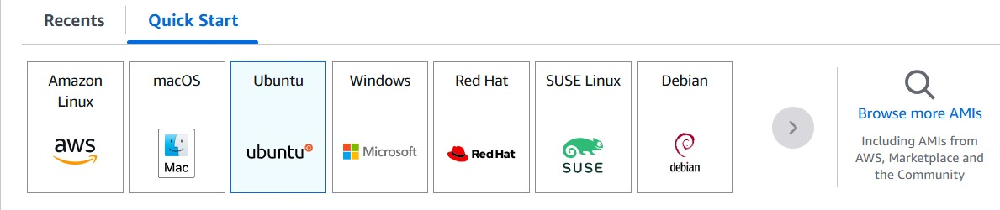 Recents
Quick Start
Amazon
Linux
aws
macOS
Mac
Ubuntu
ubuntu
Windows
Microsoft
Red Hat
Red Hat
SUSE Linux
SUSE
Debian
debian
Browse more AMIs
Including AMIs from
AWS, Marketplace and
the Community